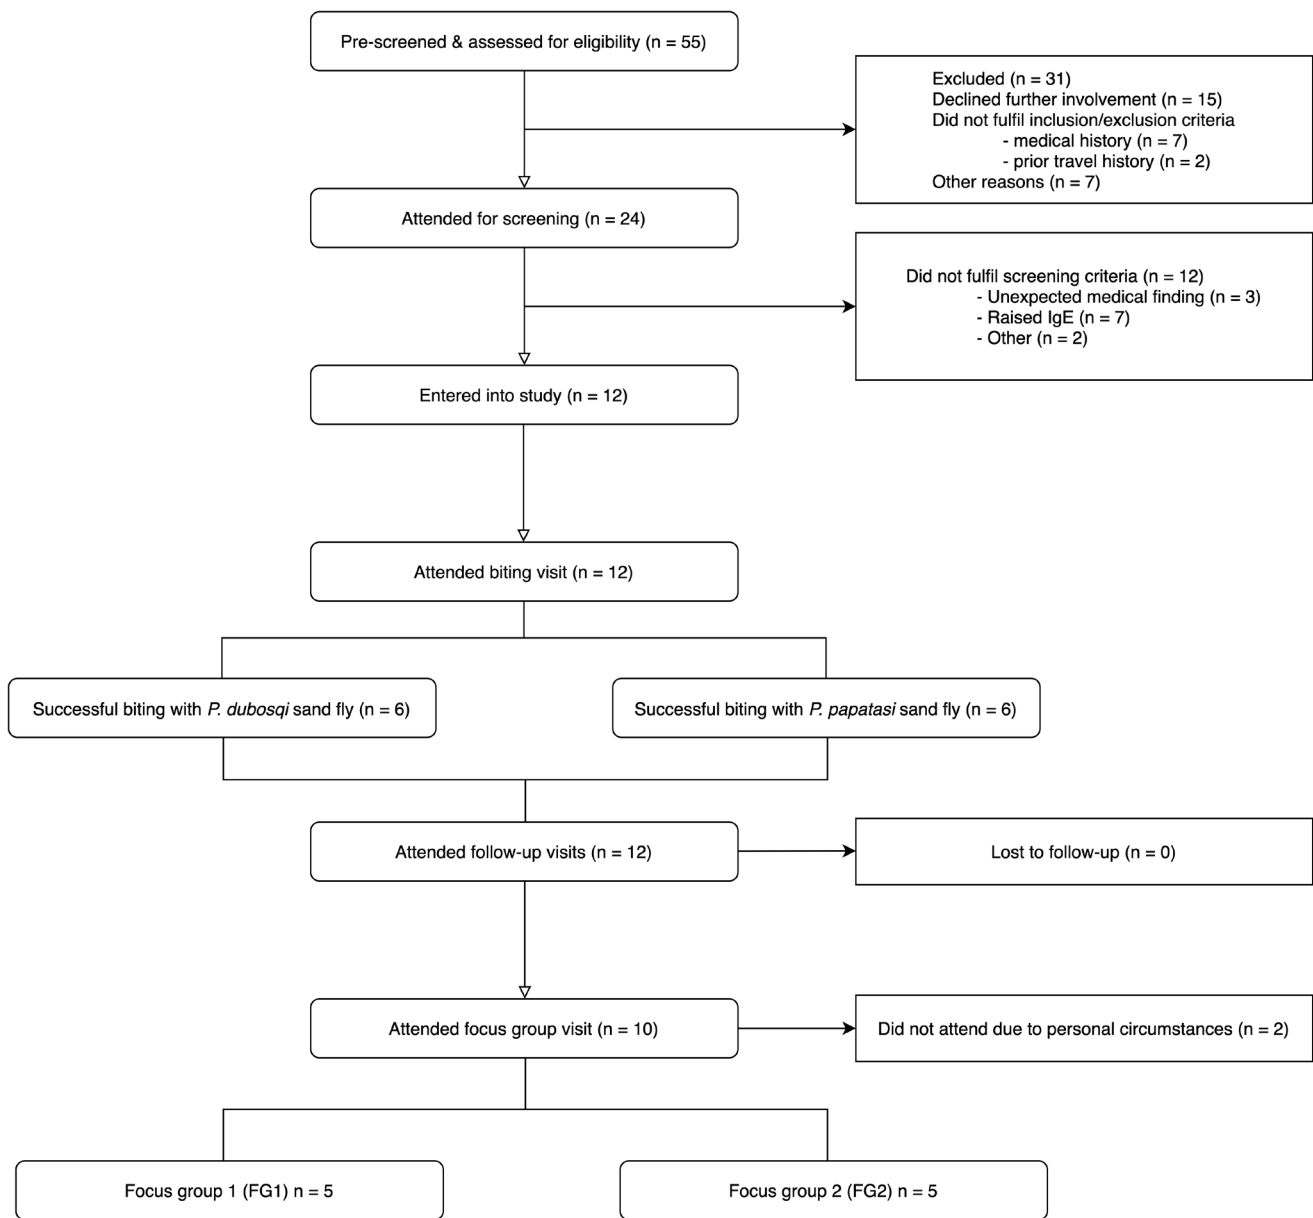 Pre-screened & assessed for eligibility (n = 55)
Excluded (n = 31)
Declined further involvement (n = 15)
Did not fulfil inclusion/exclusion criteria
- medical history (n = 7)
- prior travel history (n = 2)
Other reasons (n = 7)
Attended for screening (n = 24)
Did not fulfil screening criteria (n = 12)
- Unexpected medical finding (n = 3)
- Raised IgE (n = 7)
- Other (n = 2)
Entered into study (n = 12)
Attended biting visit (n = 12)
Successful biting with P. dubosqi sand fly (n = 6)
Successful biting with P. papatasi sand fly (n = 6)
Attended follow-up visits (n = 12)
Lost to follow-up (n = 0)
Attended focus group visit (n = 10)
Did not attend due to personal circumstances (n = 2)
Focus group 1 (FG1) n = 5
Focus group 2 (FG2) n = 5